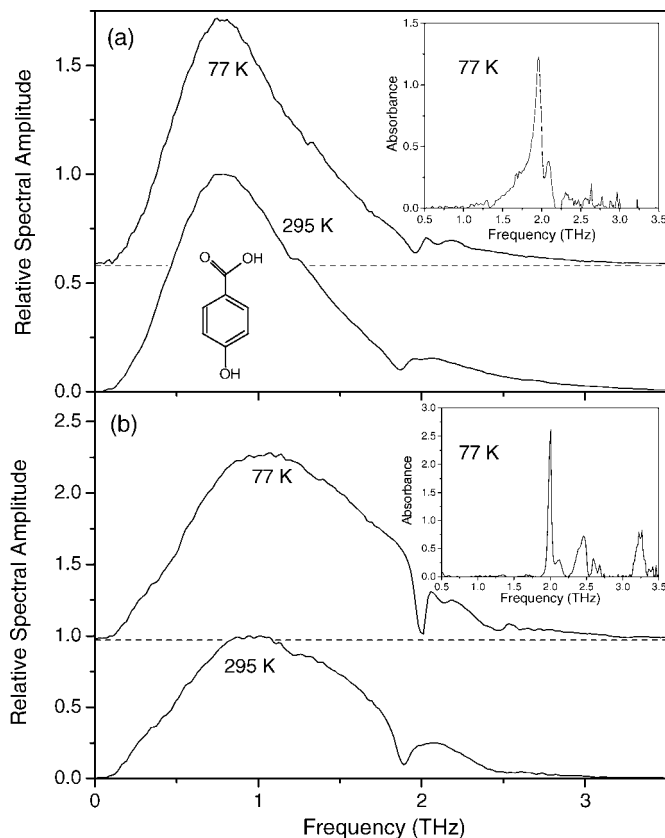 (a)
77 K
295 K
Relative Spectral Amplitude
1.5
1.0
0.5
0.0
O
OH
OH
77 K
Absorbance
1.5
1.0
0.5
0.0
0.5 1.0 1.5 2.0 2.5 3.0 3.5
Frequency (THz)
(b)
77 K
295 K
Relative Spectral Amplitude
2.5
2.0
1.5
1.0
0.5
0.0
77 K
Absorbance
3.0
2.5
2.0
1.5
1.0
0.5
0.0
0.5 1.0 1.5 2.0 2.5 3.0 3.5
Frequency (THz)
0 1 2 3
Frequency (THz)